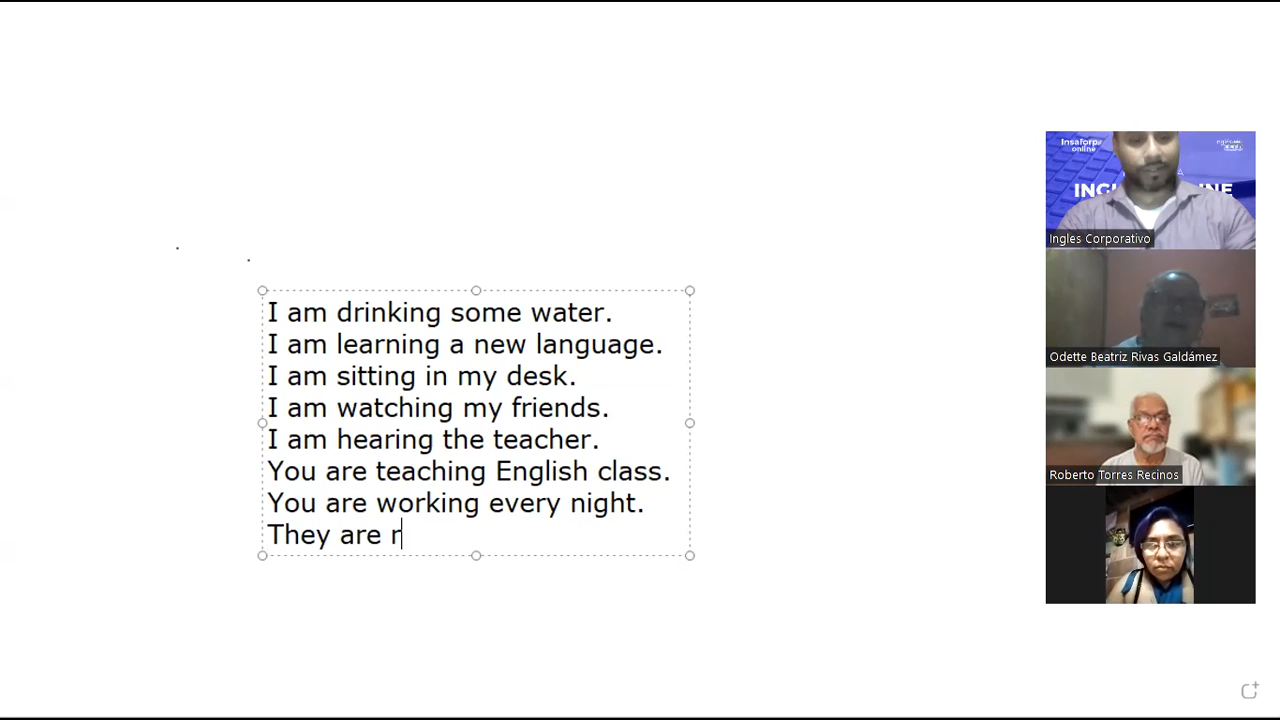 I am drinking some water.
I am learning a new language.
I am sitting in my desk.
I am watching my friends.
I am hearing the teacher.
You are teaching English class.
You are working every night.
They are r
Insaforp
online
Ingles Corporativo
Odette Beatriz Rivas Galdámez
Roberto Torres Recinos